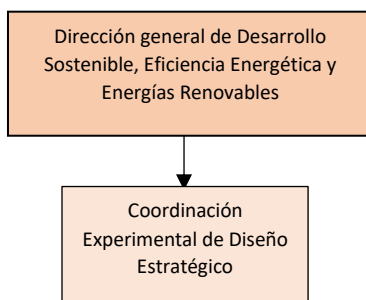 Dirección general de Desarrollo
Sostenible, Eficiencia Energética y
Energías Renovables
Coordinación
Experimental de Diseño
Estratégico